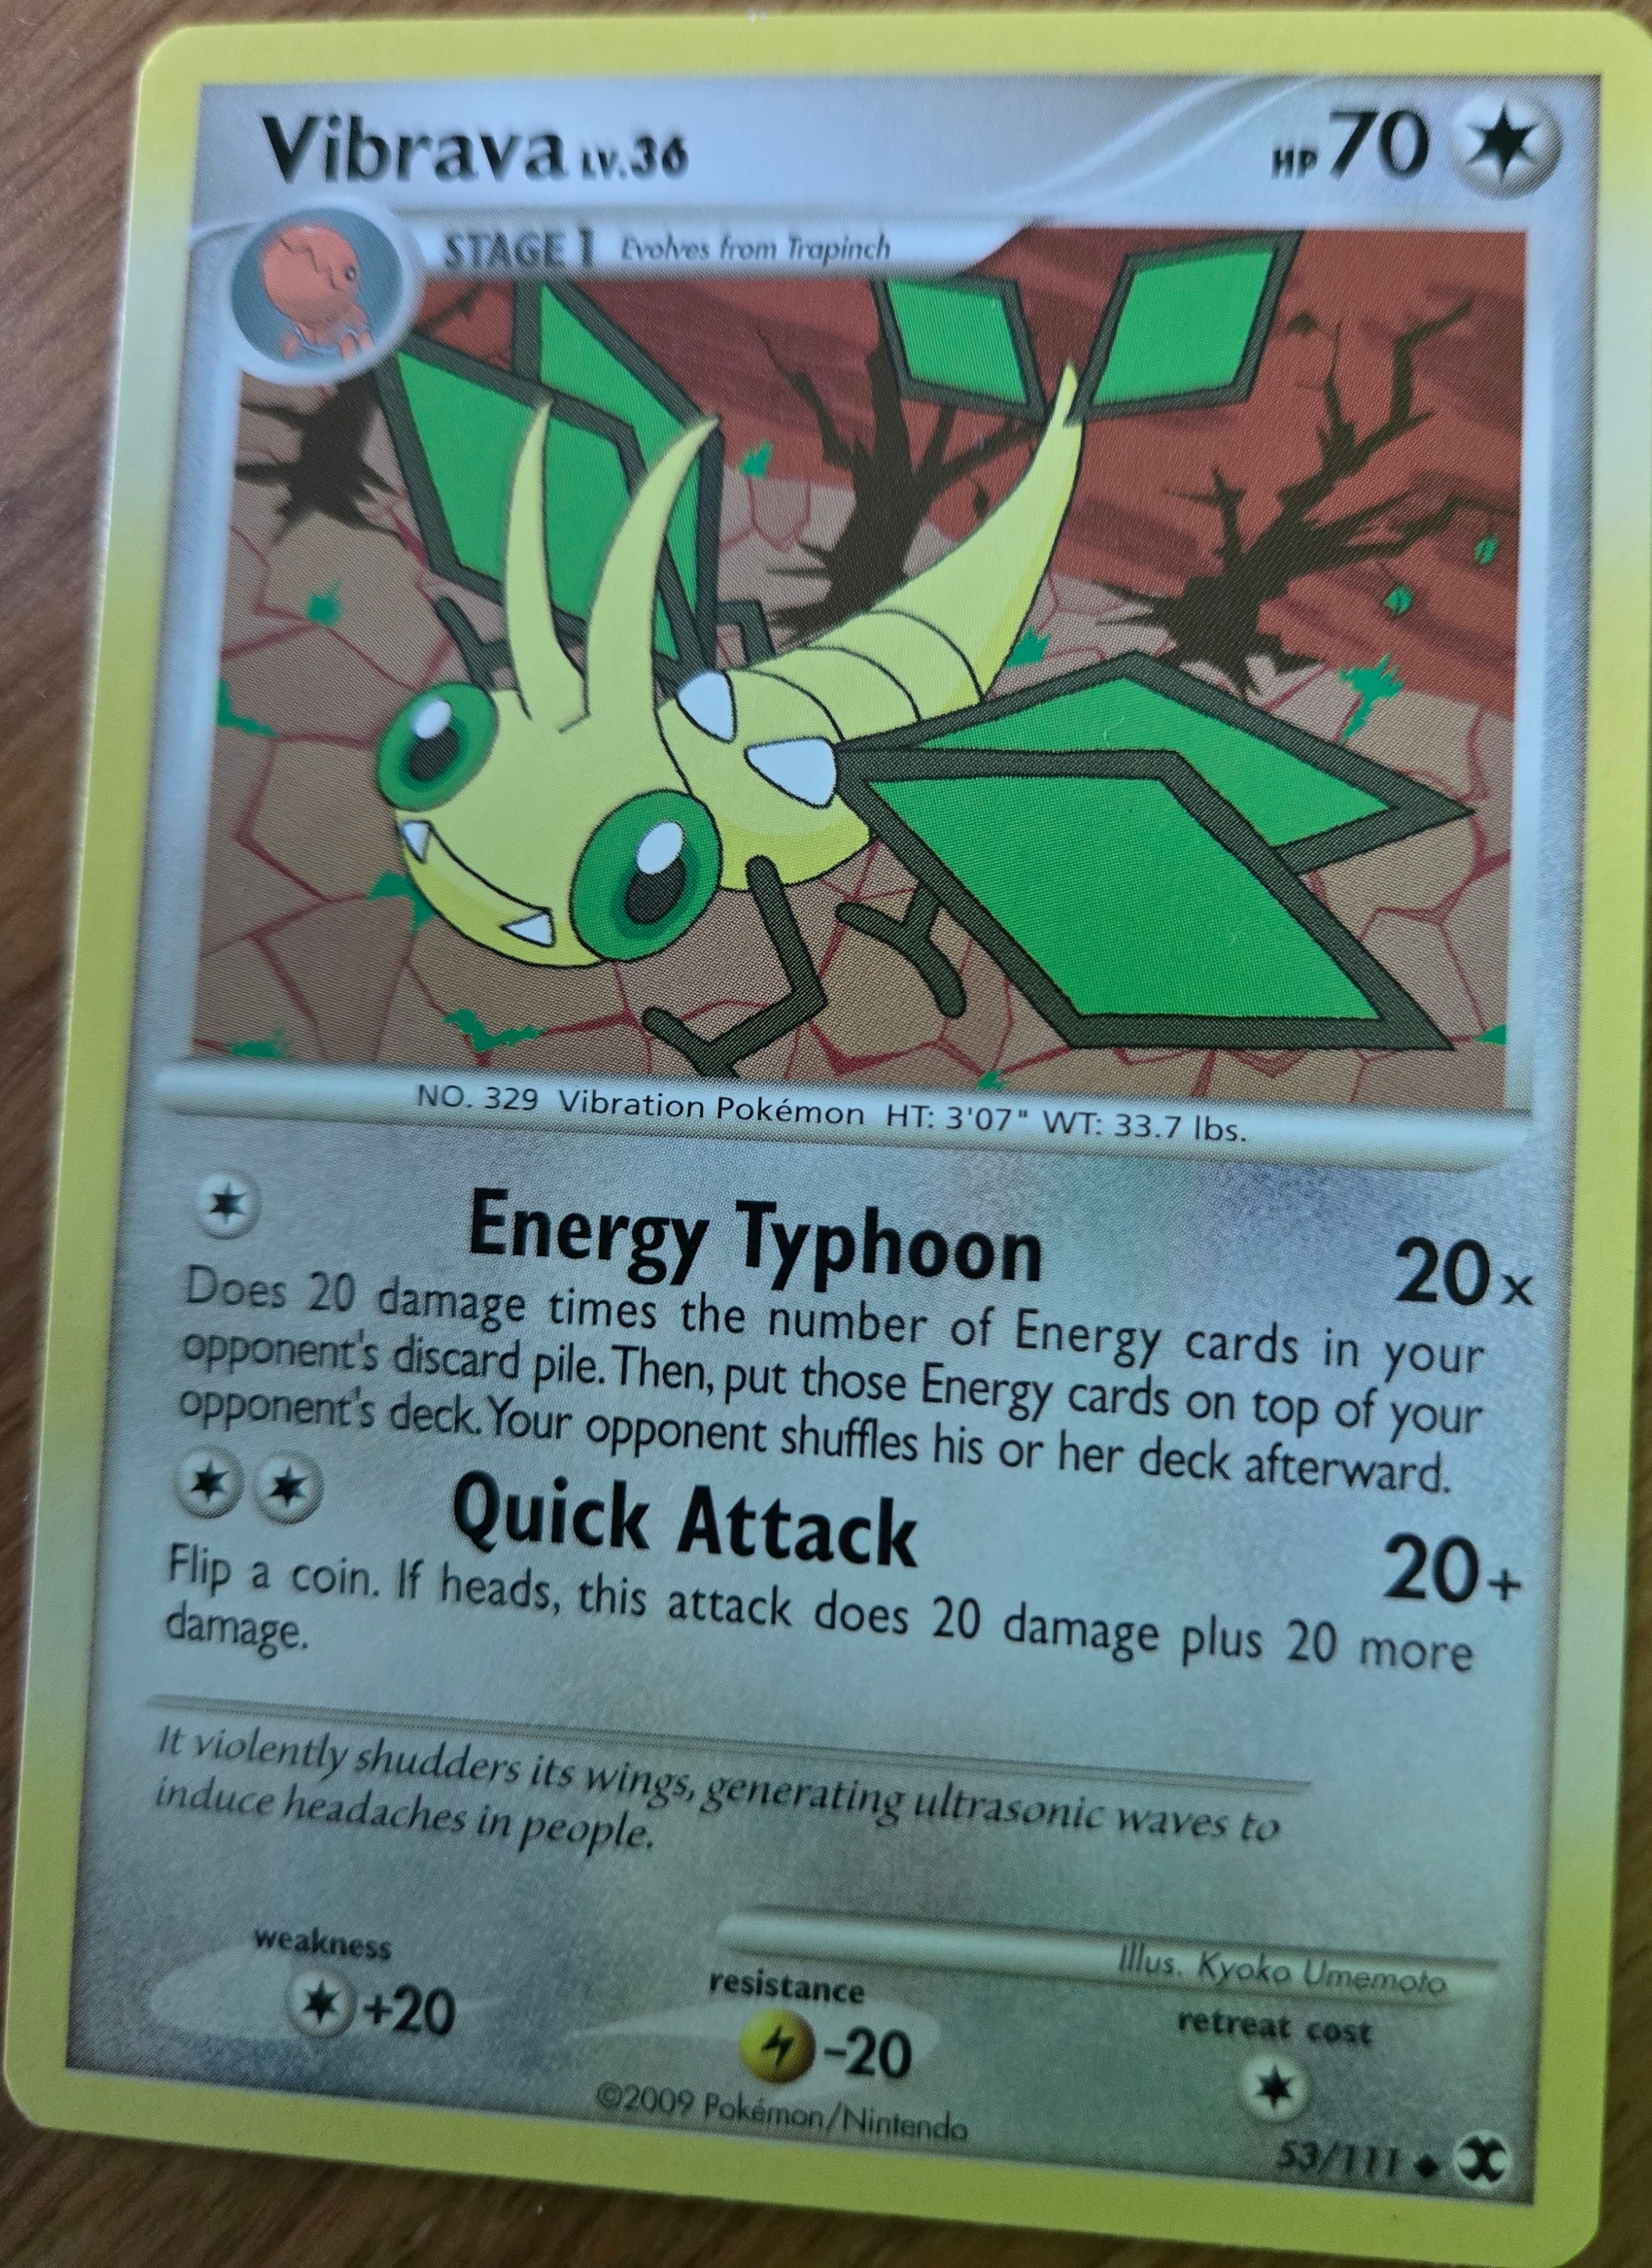 Vibrava LV.36 HP 70
STAGE 1 Evolves from Trapinch
NO. 329 Vibration Pokémon HT: 3'07" WT: 33.7 lbs.
Energy Typhoon 20x
Does 20 damage times the number of Energy cards in your
opponent's discard pile. Then, put those Energy cards on top of your
opponent's deck. Your opponent shuffles his or her deck afterward.
Quick Attack 20+
Flip a coin. If heads, this attack does 20 damage plus 20 more
damage.
It violently shudders its wings, generating ultrasonic waves to
induce headaches in people.
Illus. Kyoko Umemoto
weakness resistance retreat cost
+20 -20
©2009 Pokémon/Nintendo
53/111